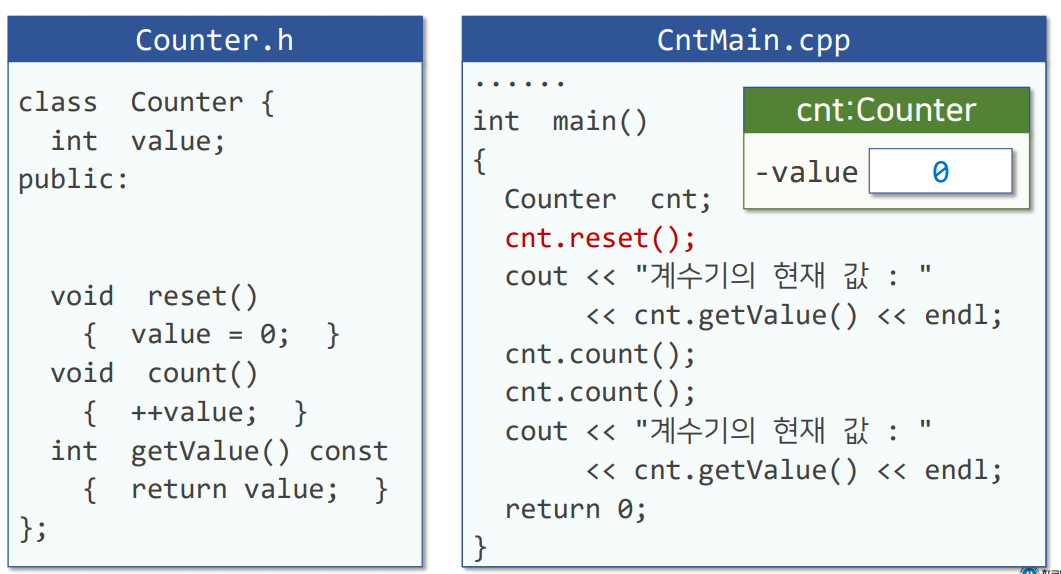 Counter.h
class  Counter {
  int  value;
public:
  void  reset()
    {  value = 0;  }
  void  count()
    {  ++value;  }
  int  getValue() const
    {  return value;  }
};
CntMain.cpp
······
int  main()
{
  Counter  cnt;
  cnt.reset();
  cout << "계수기의 현재 값 : "
       << cnt.getValue() << endl;
  cnt.count();
  cnt.count();
  cout << "계수기의 현재 값 : "
       << cnt.getValue() << endl;
  return 0;
}
cnt:Counter
-value 0